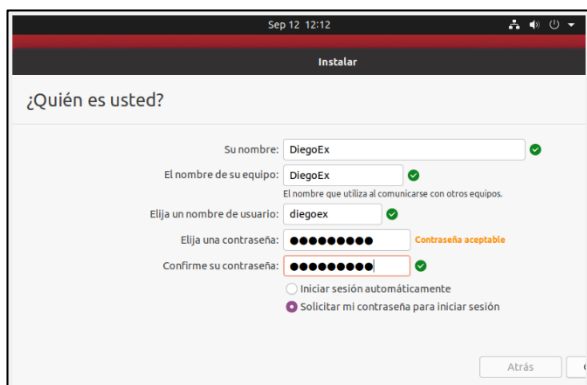 Sep 12 12:12
Instalar
¿Quién es usted?
Su nombre: DiegoEx
El nombre de su equipo: DiegoEx
El nombre que utiliza al comunicarse con otros equipos.
Elija un nombre de usuario: diegoex
Elija una contraseña: ●●●●●●●●● Contraseña aceptable
Confirme su contraseña: ●●●●●●●●●
Iniciar sesión automáticamente
Solicitar mi contraseña para iniciar sesión
Atrás